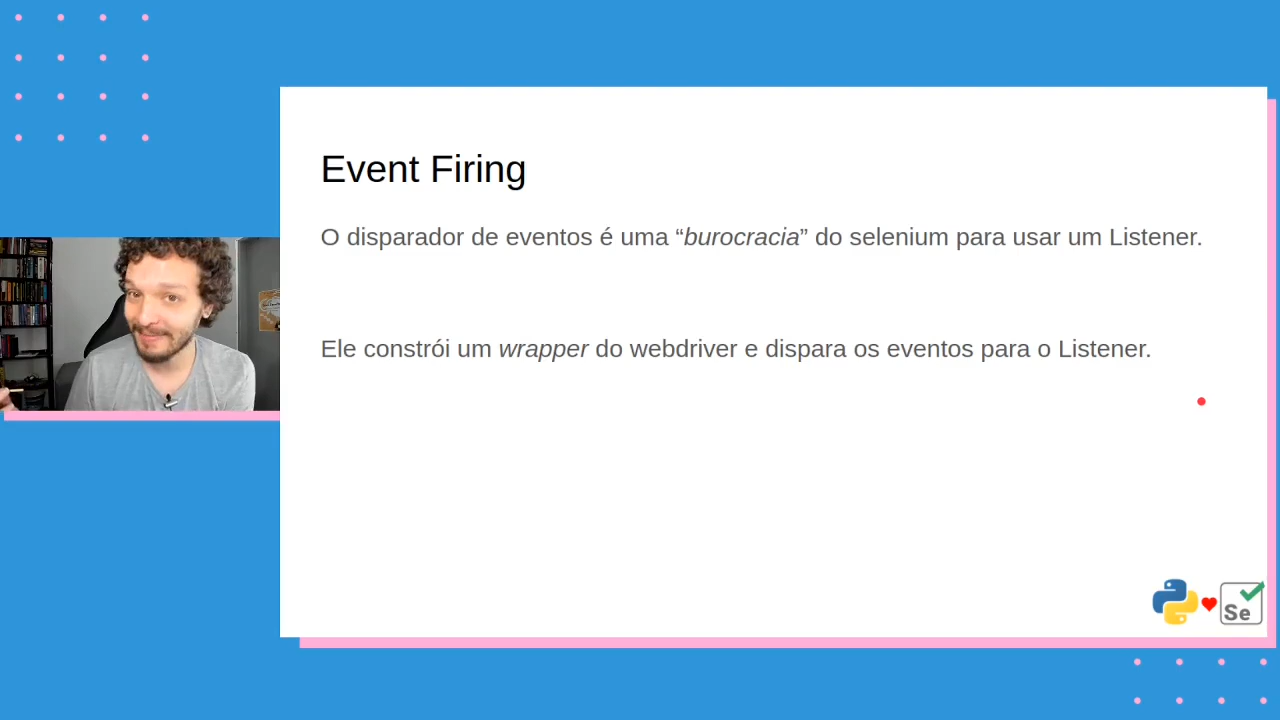 Event Firing
O disparador de eventos é uma “burocracia” do selenium para usar um Listener.
Ele constrói um wrapper do webdriver e dispara os eventos para o Listener.
Se